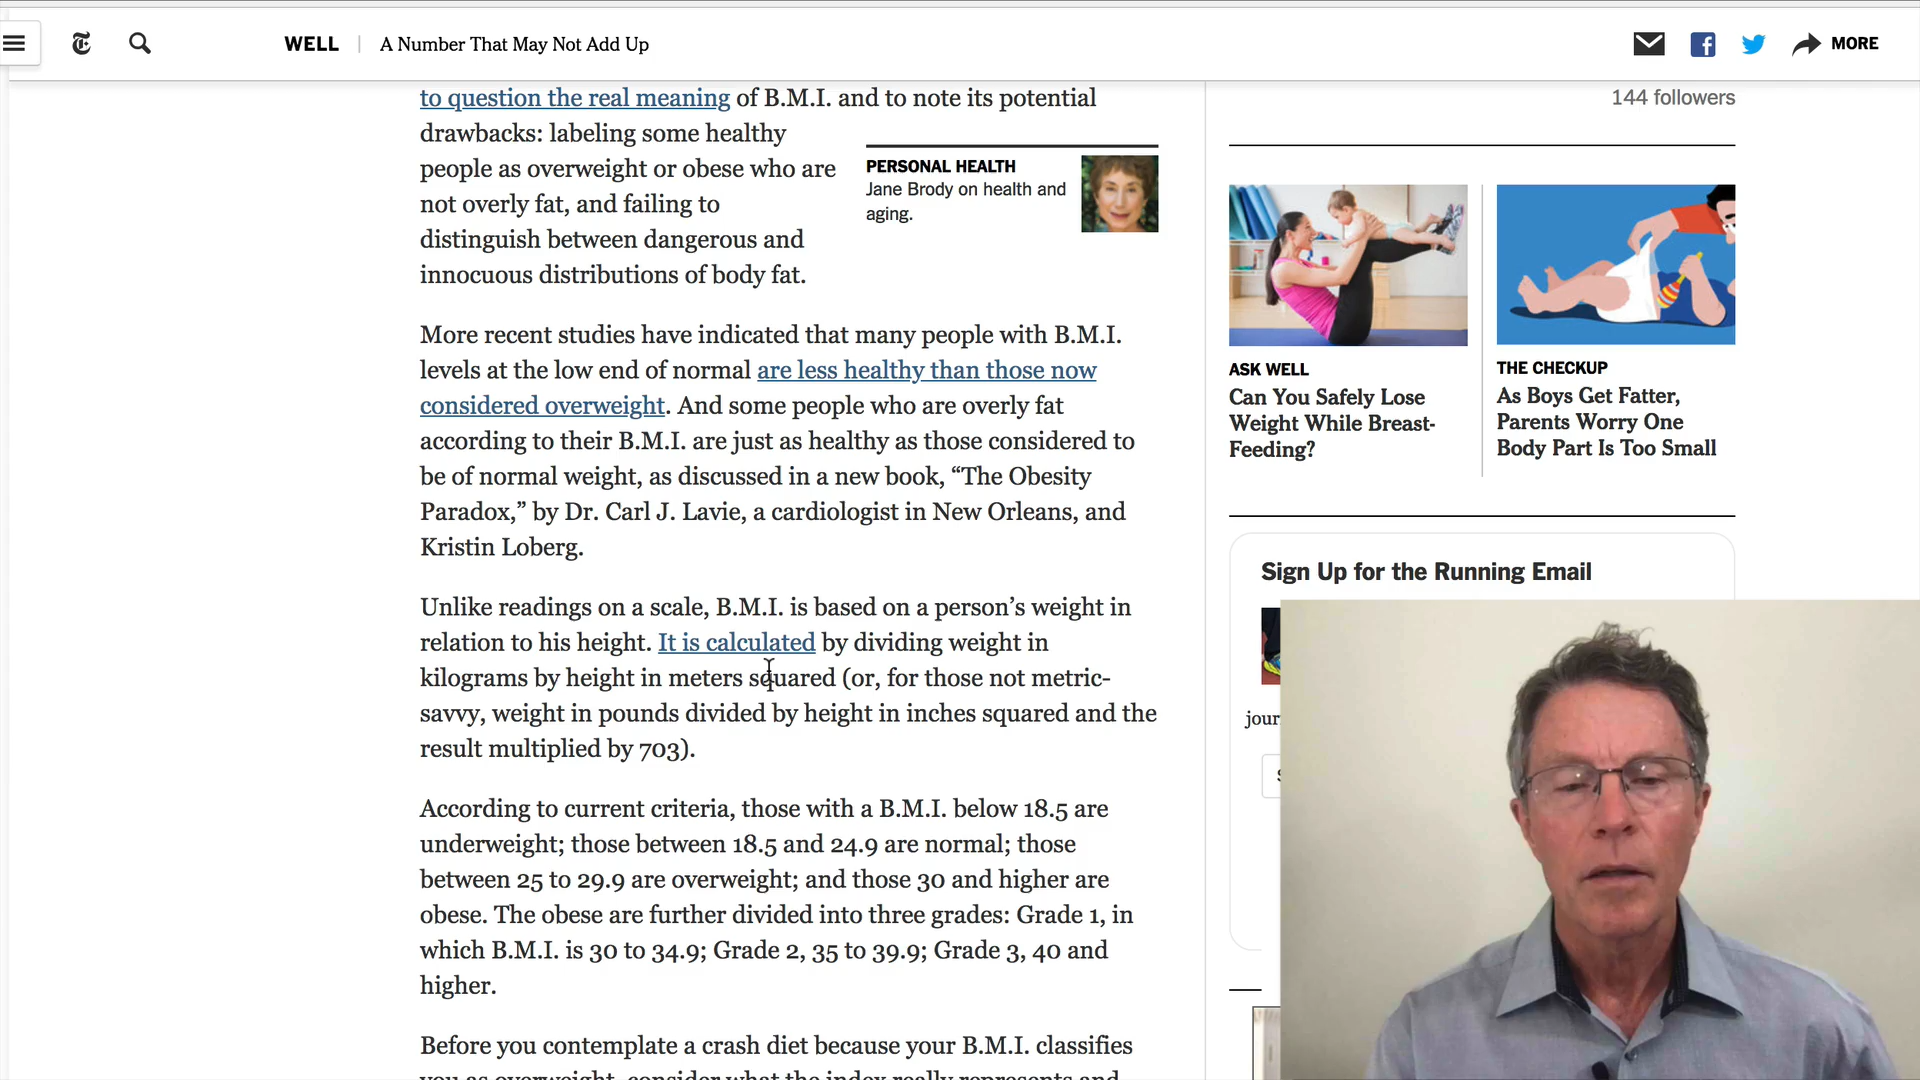 WELL | A Number That May Not Add Up
MORE
to question the real meaning of B.M.I. and to note its potential
drawbacks: labeling some healthy
people as overweight or obese who are
not overly fat, and failing to
distinguish between dangerous and
innocuous distributions of body fat.
PERSONAL HEALTH
Jane Brody on health and
aging.
More recent studies have indicated that many people with B.M.I.
levels at the low end of normal are less healthy than those now
considered overweight. And some people who are overly fat
according to their B.M.I. are just as healthy as those considered to
be of normal weight, as discussed in a new book, “The Obesity
Paradox,” by Dr. Carl J. Lavie, a cardiologist in New Orleans, and
Kristin Loberg.
Unlike readings on a scale, B.M.I. is based on a person’s weight in
relation to his height. It is calculated by dividing weight in
kilograms by height in meters squared (or, for those not metric-
savvy, weight in pounds divided by height in inches squared and the
result multiplied by 703).
According to current criteria, those with a B.M.I. below 18.5 are
underweight; those between 18.5 and 24.9 are normal; those
between 25 to 29.9 are overweight; and those 30 and higher are
obese. The obese are further divided into three grades: Grade 1, in
which B.M.I. is 30 to 34.9; Grade 2, 35 to 39.9; Grade 3, 40 and
higher.
Before you contemplate a crash diet because your B.M.I. classifies
you as overweight, consider what the index really represents and
144 followers
ASK WELL
Can You Safely Lose
Weight While Breast-
Feeding?
THE CHECKUP
As Boys Get Fatter,
Parents Worry One
Body Part Is Too Small
Sign Up for the Running Email
jour